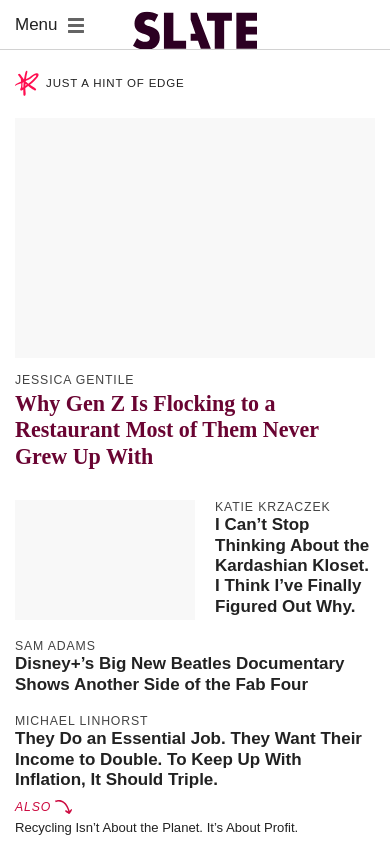 Menu
SLATE
JUST A HINT OF EDGE
JESSICA GENTILE
Why Gen Z Is Flocking to a
Restaurant Most of Them Never
Grew Up With
KATIE KRZACZEK
I Can’t Stop
Thinking About the
Kardashian Kloset.
I Think I’ve Finally
Figured Out Why.
SAM ADAMS
Disney+’s Big New Beatles Documentary
Shows Another Side of the Fab Four
MICHAEL LINHORST
They Do an Essential Job. They Want Their
Income to Double. To Keep Up With
Inflation, It Should Triple.
ALSO
Recycling Isn’t About the Planet. It’s About Profit.